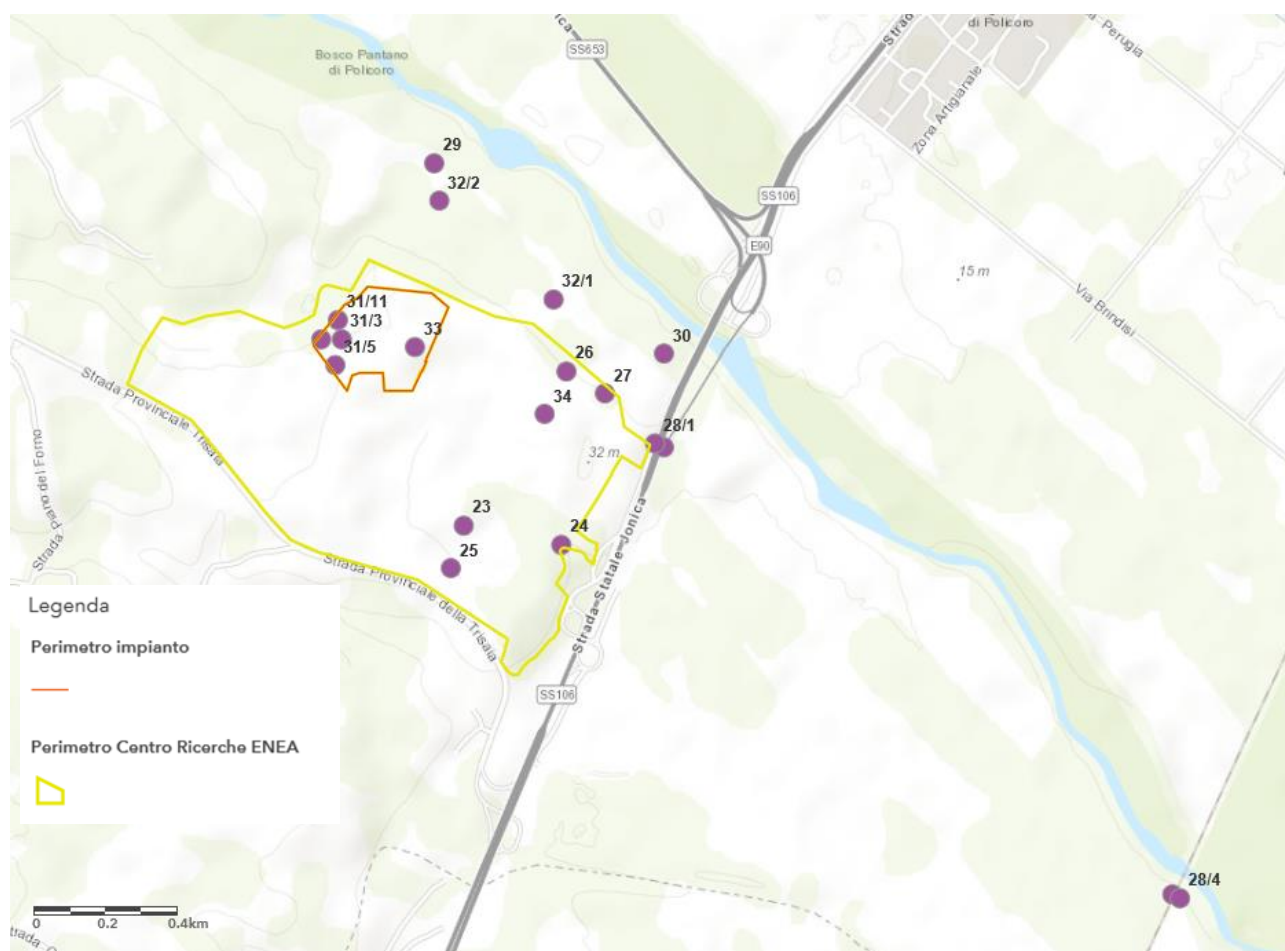 di Policoro
Perugia
SS653
Bosco Pantano
di Policoro
Zona Artigianale
29
32/2
SS106
E90
15 m
Via Brindisi
32/1
31/11
31/3
33
30
31/5
26
27
34
28/1
32 m
Strada Provinciale Trisaia
Strada Piano del Forno
23
24
25
Strada Provinciale della Trisaia
Strada Statale Jonica
Legenda
Perimetro impianto
SS106
Perimetro Centro Ricerche ENEA
28/4
0 0.2 0.4km